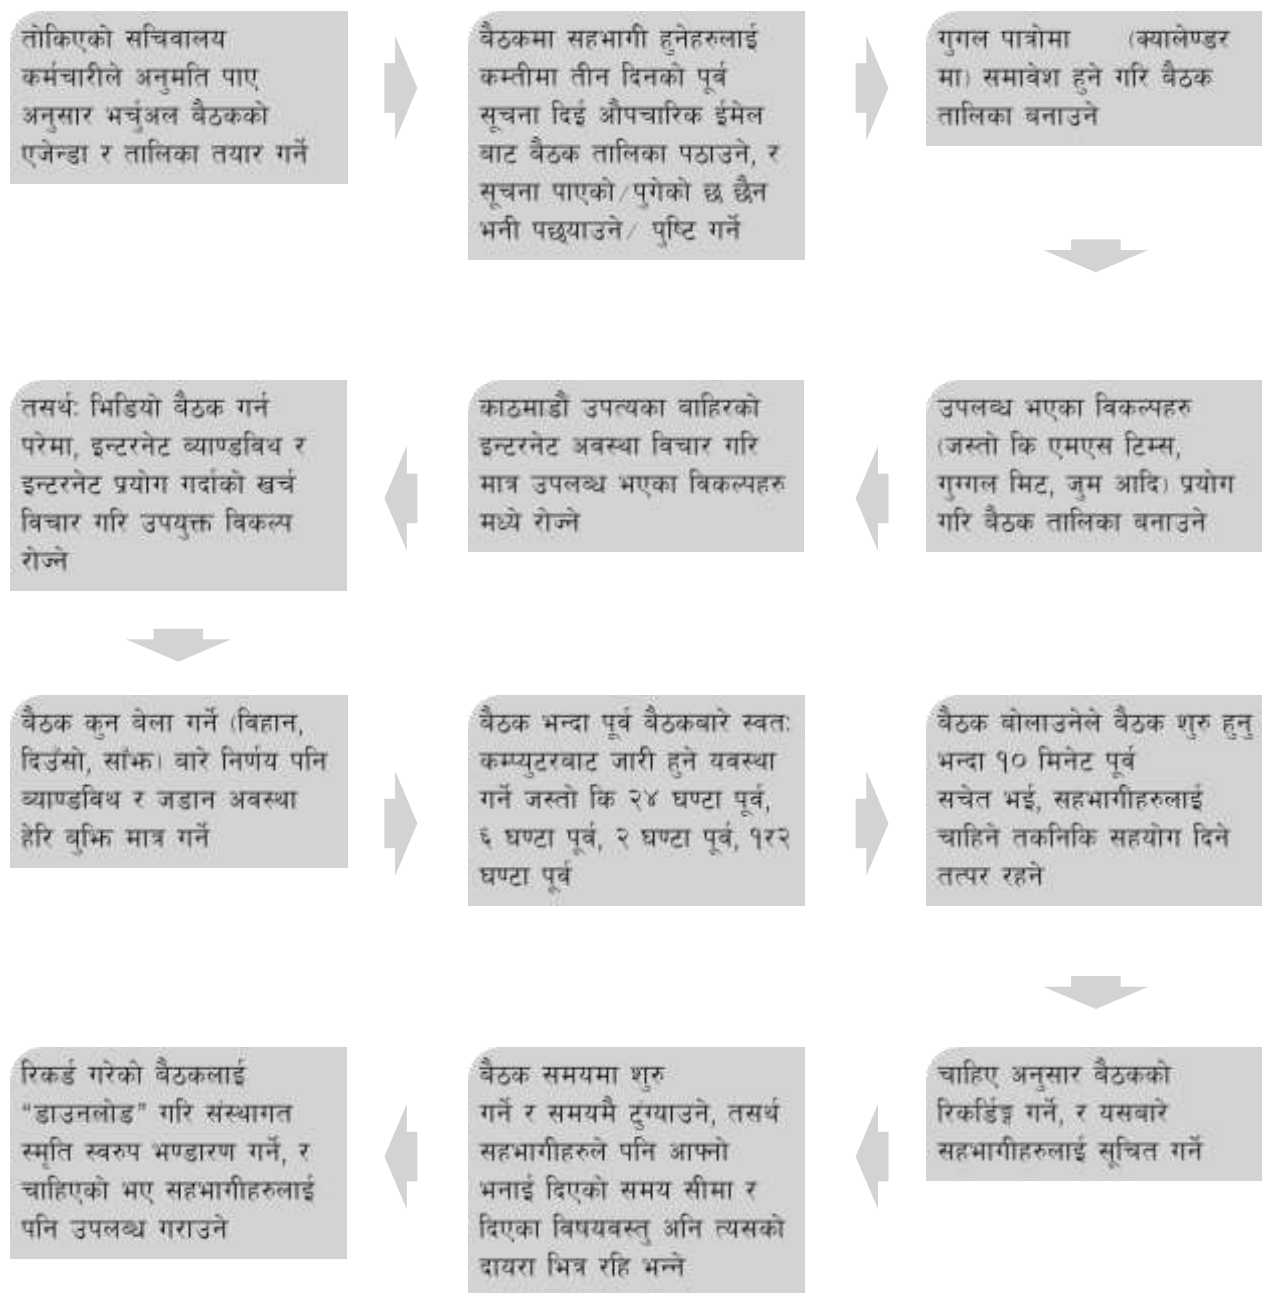 तोकिएको सचिवालय
कर्मचारीले अनुमति पाए
अनुसार भर्चुअल बैठकको
एजेन्डा र तालिका तयार गर्ने
बैठकमा सहभागी हुनेहरुलाई
कम्तीमा तीन दिनको पूर्व
सूचना दिई औपचारिक ईमेल
बाट बैठक तालिका पठाउने, र
सूचना पाएको/पुगेको छ छैन
भनी पछ्याउने/ पुष्टि गर्ने
गुगल पात्रोमा (क्यालेण्डर
मा) समावेश हुने गरि बैठक
तालिका बनाउने
उपलब्ध भएका विकल्पहरु
(जस्तो कि एमएस टिम्स,
गुग्गल मिट, जुम आदि) प्रयोग
गरि बैठक तालिका बनाउने
काठमाडौं उपत्यका बाहिरको
इन्टरनेट अवस्था विचार गरि
मात्र उपलब्ध भएका विकल्पहरु
मध्ये रोज्ने
तसर्थ: भिडियो बैठक गर्न
परेमा, इन्टरनेट ब्याण्डविथ र
इन्टरनेट प्रयोग गर्दाको खर्च
विचार गरि उपयुक्त विकल्प
रोज्ने
बैठक कुन बेला गर्ने (विहान,
दिउँसो, सांझ) बारे निर्णय पनि
ब्याण्डविथ र जडान अवस्था
हेरि बुझि मात्र गर्ने
बैठक भन्दा पूर्व बैठकबारे स्वत:
कम्प्युटरबाट जारी हुने यवस्था
गर्ने जस्तो कि २४ घण्टा पूर्व,
६ घण्टा पूर्व, २ घण्टा पूर्व, १र२
घण्टा पूर्व
बैठक बोलाउनेले बैठक शुरु हुनु
भन्दा १० मिनेट पूर्व
सचेत भई, सहभागीहरुलाई
चाहिने तकनिकि सहयोग दिने
तत्पर रहने
चाहिए अनुसार बैठकको
रिकर्डिङ्ग गर्ने, र यसबारे
सहभागीहरुलाई सूचित गर्ने
बैठक समयमा शुरु
गर्ने र समयमै टुंग्याउने, तसर्थ
सहभागीहरुले पनि आफ्नो
भनाई दिएको समय सीमा र
दिएका विषयवस्तु अनि त्यसको
दायरा भित्र रहि भन्ने
रिकर्ड गरेको बैठकलाई
“डाउनलोड” गरि संस्थागत
स्मृति स्वरुप भण्डारण गर्ने, र
चाहिएको भए सहभागीहरुलाई
पनि उपलब्ध गराउने